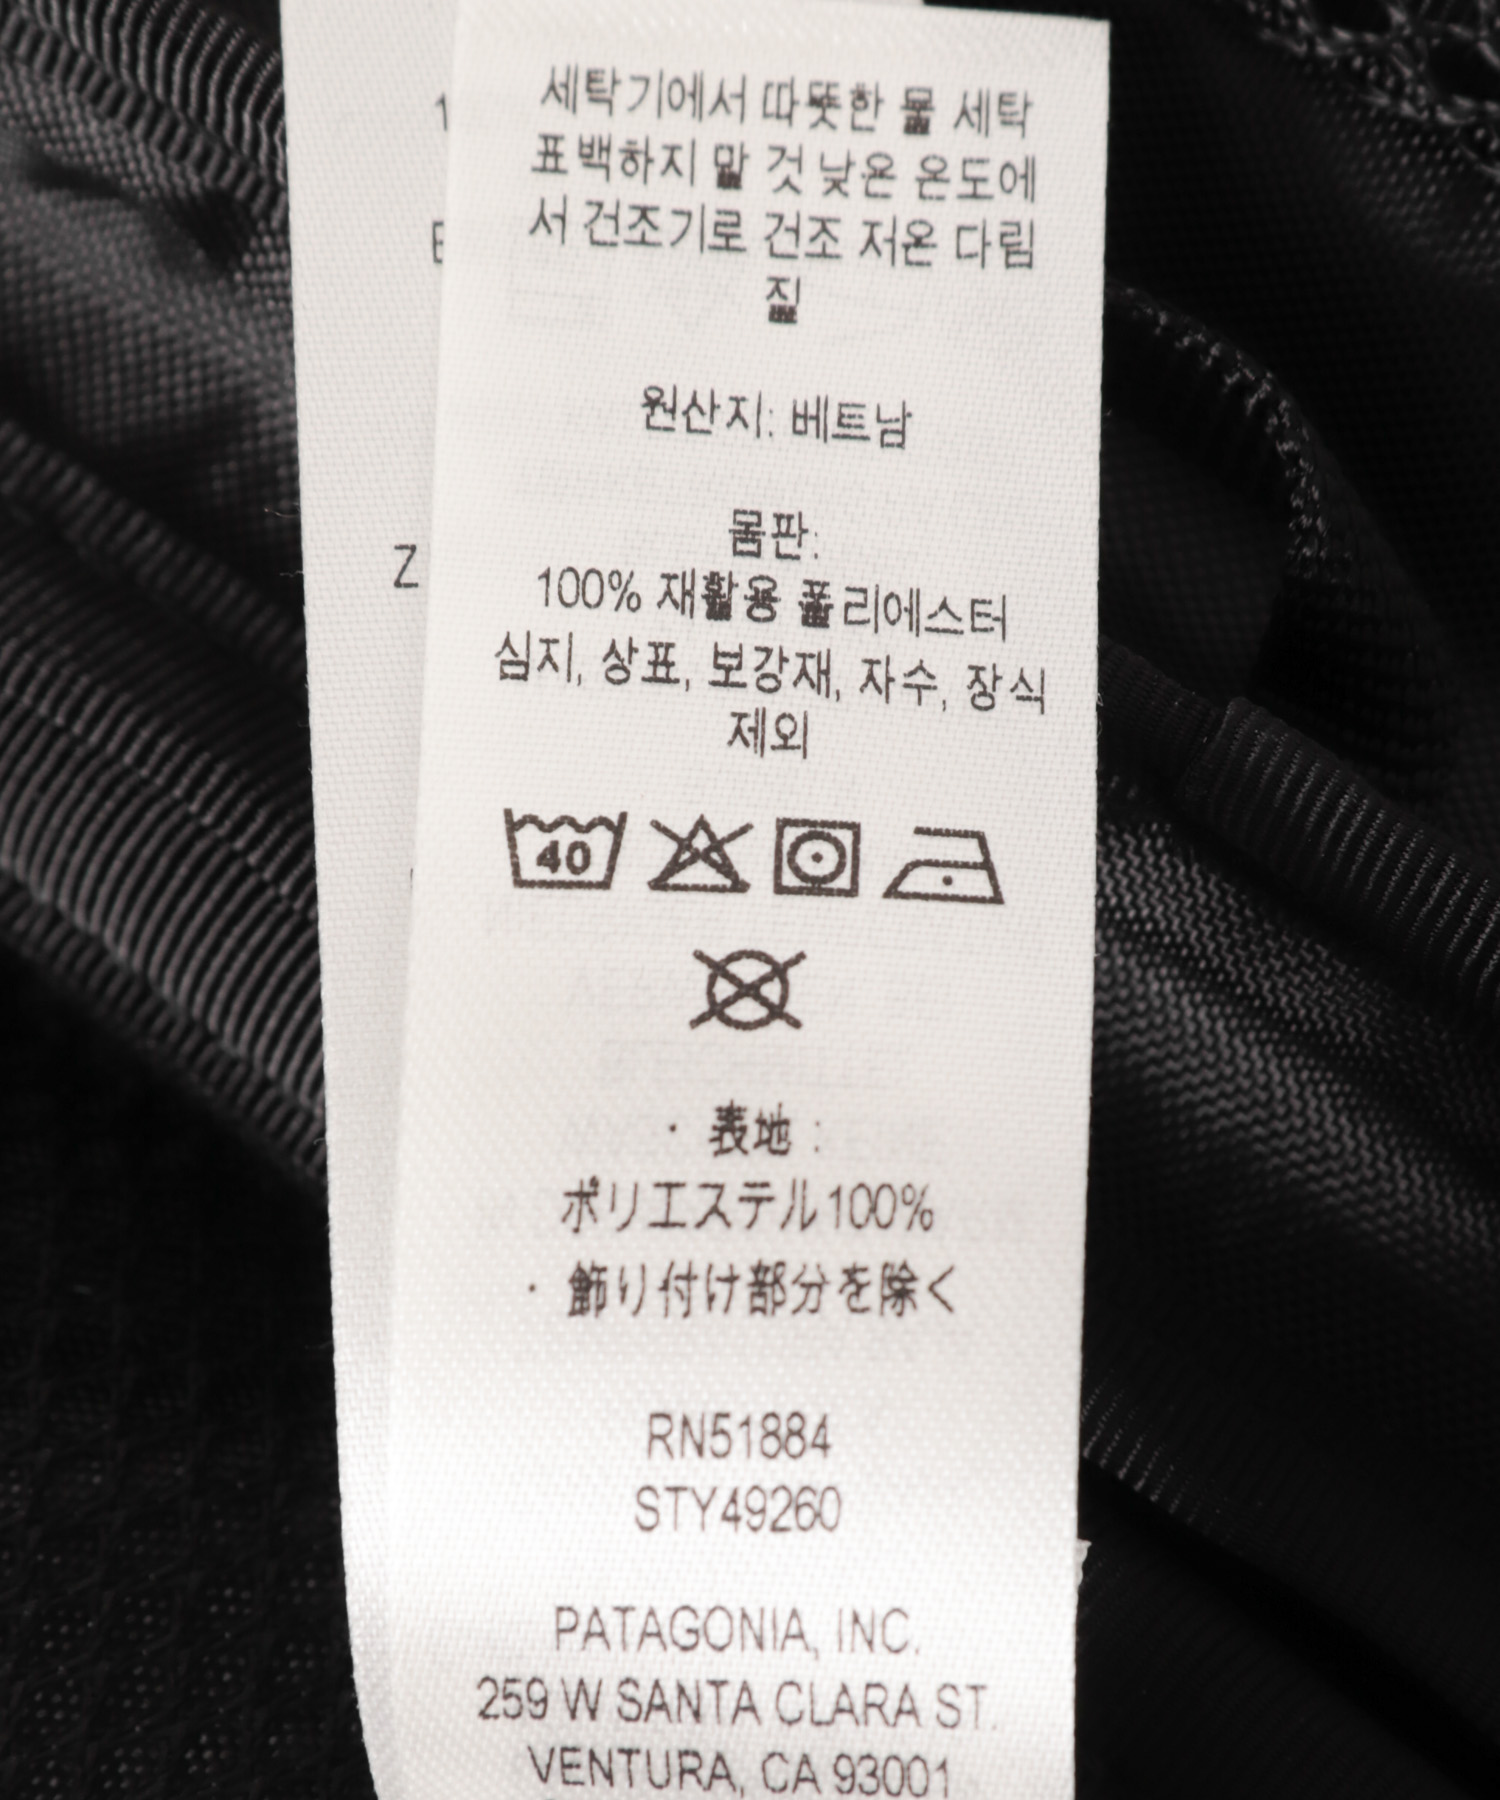 세탁기에서 따뜻한 물 세탁
표백하지 말 것 낮은 온도에
서 건조기로 건조 저온 다림
질
원산지: 베트남
몸판:
100% 재활용 폴리에스터
심지, 상표, 보강재, 자수, 장식
제외
Z
40
・ 表地 :
ポリエステル100%
・ 飾り付け部分を除く
RN51884
STY49260
PATAGONIA, INC.
259 W SANTA CLARA ST.
VENTURA, CA 93001